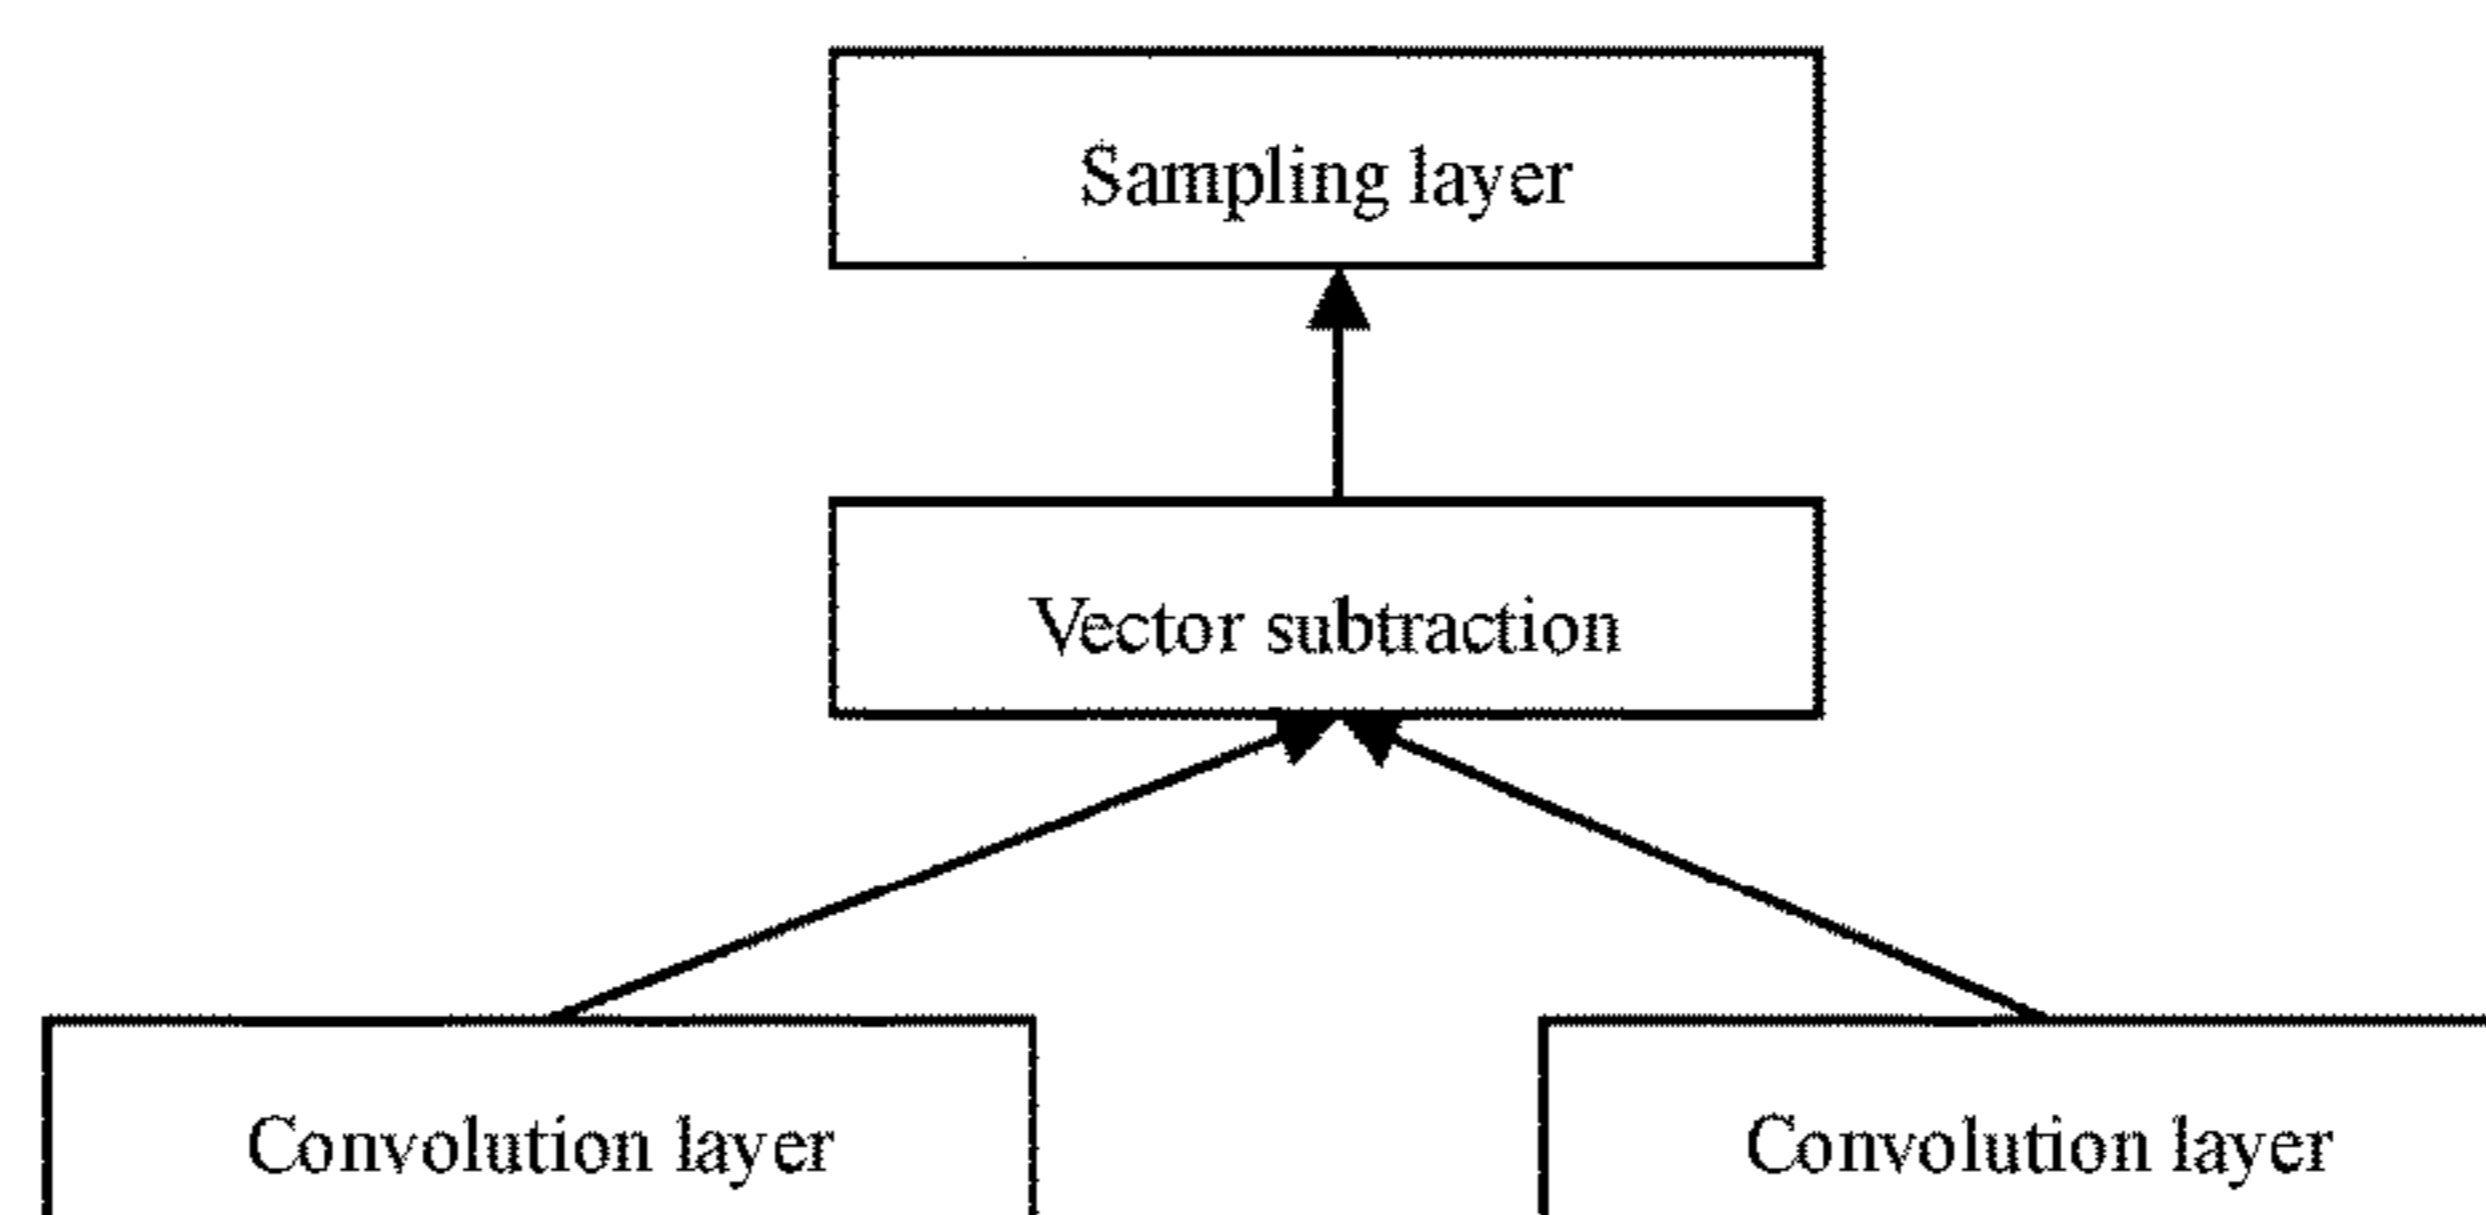 Sampling layer
Vector subtraction
Convolution layer
Convolution layer